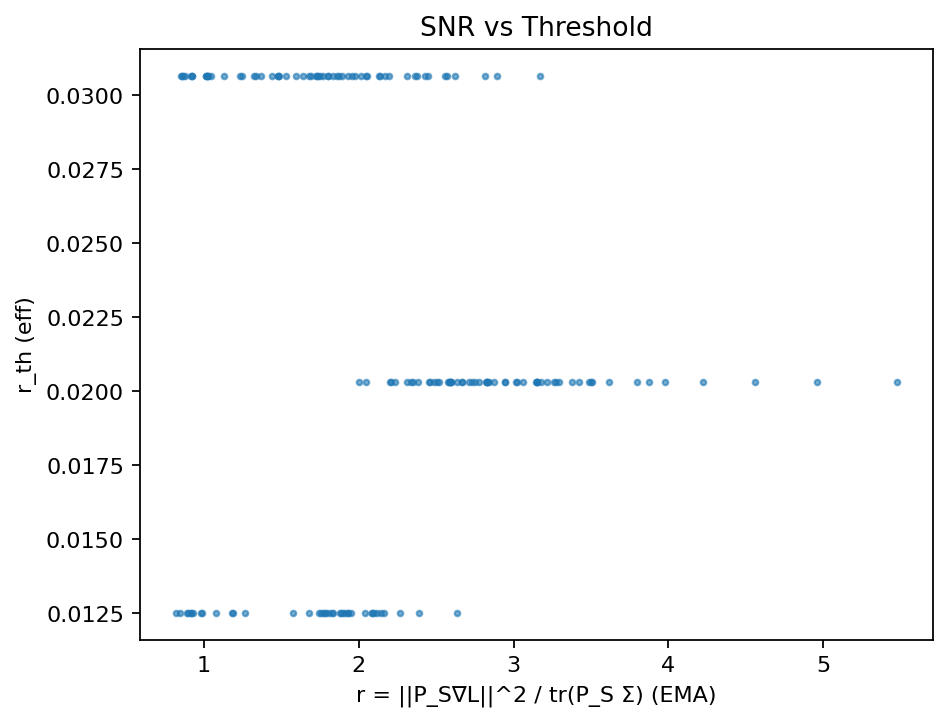 SNR vs Threshold
0.0300
0.0275
0.0250
0.0225
0.0200
0.0175
0.0150
0.0125
r_th (eff)
1 2 3 4 5
r = ||P_S∇L||^2 / tr(P_S Σ) (EMA)